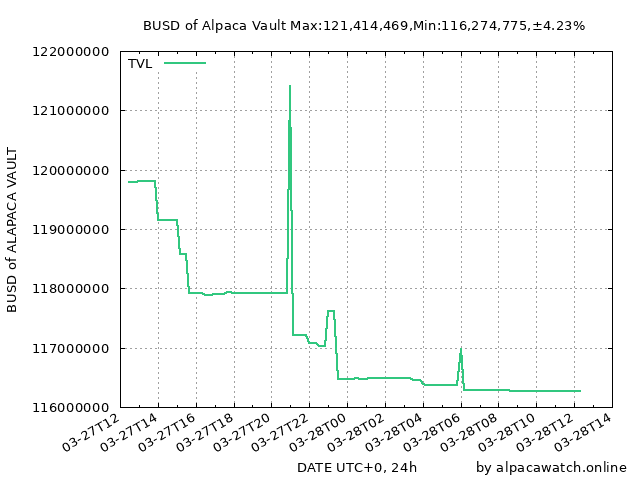 BUSD of Alpaca Vault Max:121,414,469,Min:116,274,775,±4.23%
TVL
122000000
121000000
120000000
119000000
118000000
117000000
116000000
BUSD of ALAPACA VAULT
03-27T12
03-27T14
03-27T16
03-27T18
03-27T20
03-27T22
03-28T00
03-28T02
03-28T04
03-28T06
03-28T08
03-28T10
03-28T12
03-28T14
DATE UTC+0, 24h
by alpacawatch.online